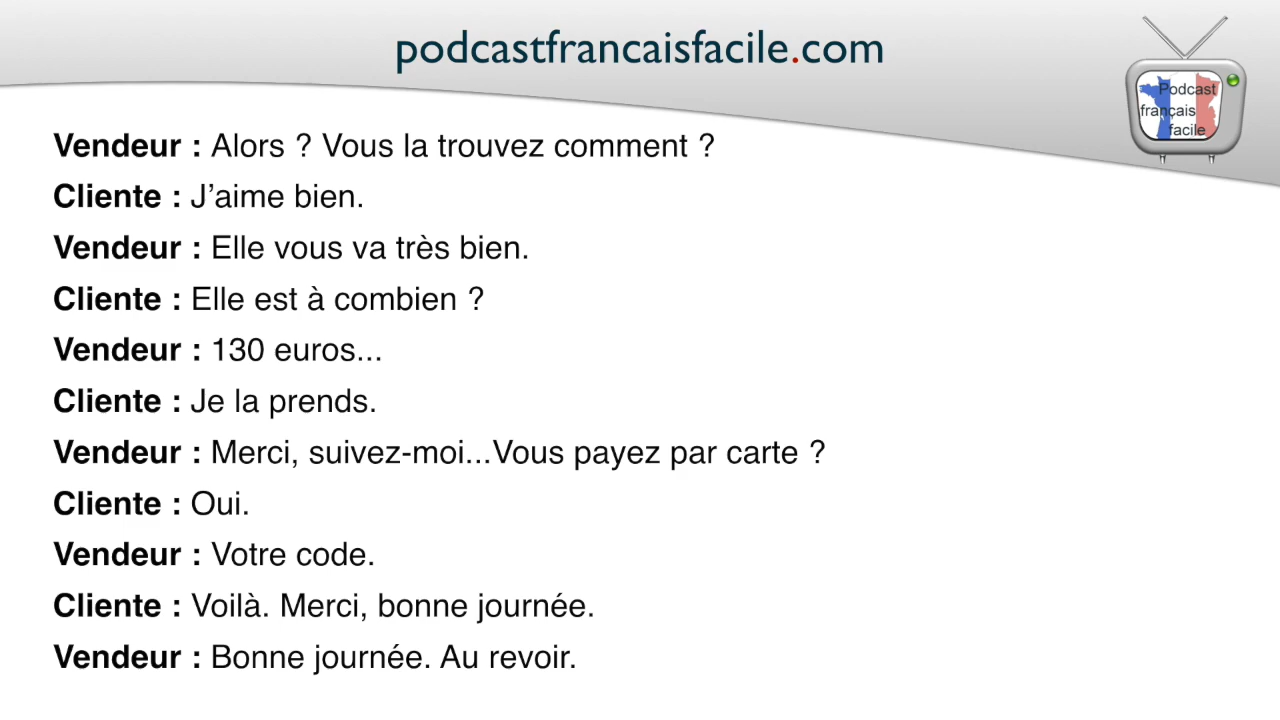 podcastfrancaisfacile.com
Podcast
français
facile
Vendeur : Alors ? Vous la trouvez comment ?
Cliente : J’aime bien.
Vendeur : Elle vous va très bien.
Cliente : Elle est à combien ?
Vendeur : 130 euros...
Cliente : Je la prends.
Vendeur : Merci, suivez-moi...Vous payez par carte ?
Cliente : Oui.
Vendeur : Votre code.
Cliente : Voilà. Merci, bonne journée.
Vendeur : Bonne journée. Au revoir.